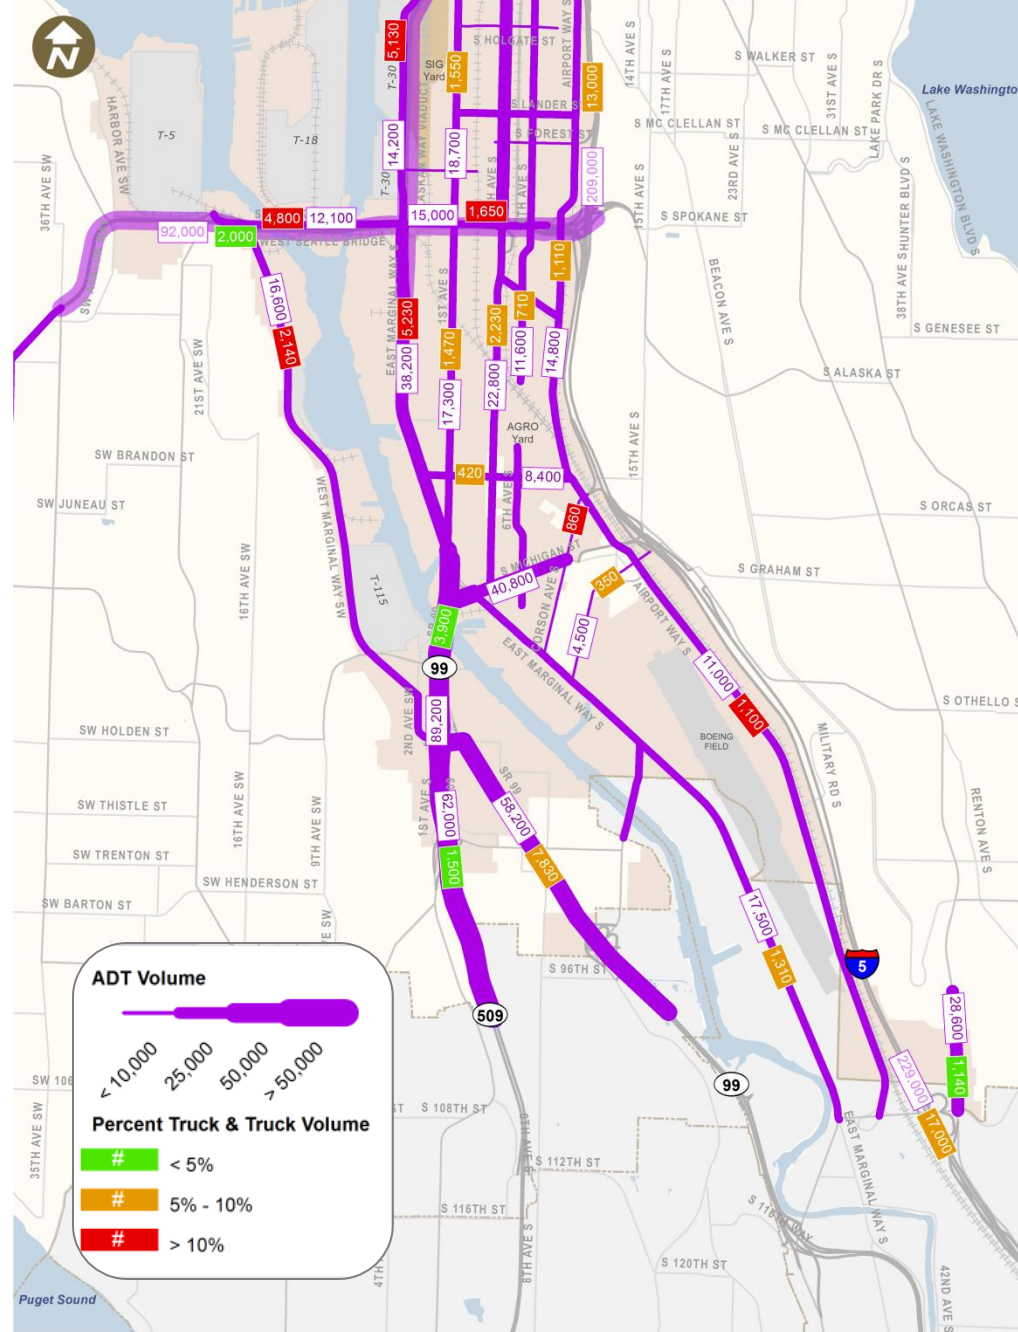 N
5,130
T-30
SIG
Yard
1,550
S HOLGATE ST
AIRPORT WAY S
13,000
14TH AVE S
17TH AVE S
S WALKER ST
31ST AVE S
LAKE PARK DR S
Lake Washingto
LAKE WASHINGTON BLVD S
HARBOR AVE SW
T-5
T-18
14,200
18,700
S LANDER S
S FOREST ST
S MC CLELLAN ST
S MC CLELLAN ST
23RD AVE S
36TH AVE SW
T-30
209,000
15TH AVE S
S SPOKANE ST
38TH AVE S
HUNTER BLVD S
92,000
2,000
4,800
12,100
15,000
1,650
WEST SEATLE BRIDGE
1,110
BEACON AVE S
16,600
2,140
EAST MARGINAL WAY S
5,230
1ST AVE S
1,470
2,230
710
11,600
14,800
S GENESEE ST
21ST AVE SW
38,200
17,300
22,800
S ALASKA ST
AGRO
Yard
15TH AVE S
SW BRANDON ST
420
8,400
SW JUNEAU ST
WEST MARGINAL WAY SW
6TH AVE S
860
S ORCAS ST
16TH AVE SW
T-115
S MICHIGAN ST
40,800
350
S GRAHAM ST
3,900
CORSON AVE S
4,500
AIRPORT WAY S
EAST MARGINAL WAY S
99
11,000
1,100
S OTHELLO S
2ND AVE SW
89,200
SW HOLDEN ST
BOEING
FIELD
MILITARY RD S
SR 99
58,200
7,830
62,000
1,500
1ST AVE S
SW THISTLE ST
16TH AVE SW
9TH AVE SW
RENTON AVE S
SW TRENTON ST
SW HENDERSON ST
SW BARTON ST
17,500
1,310
S 96TH ST
5
509
28,600
1,140
229,000
17,000
99
ADT Volume
< 10,000
25,000
50,000
> 50,000
Percent Truck & Truck Volume
# < 5%
# 5% - 10%
# > 10%
SW 106
35TH AVE SW
S 108TH ST
S 112TH ST
S 116TH ST
S 116TH WAY
EAST MARGINAL WAY S
8TH AVE S
4TH
S 120TH ST
42ND AVE S
Puget Sound